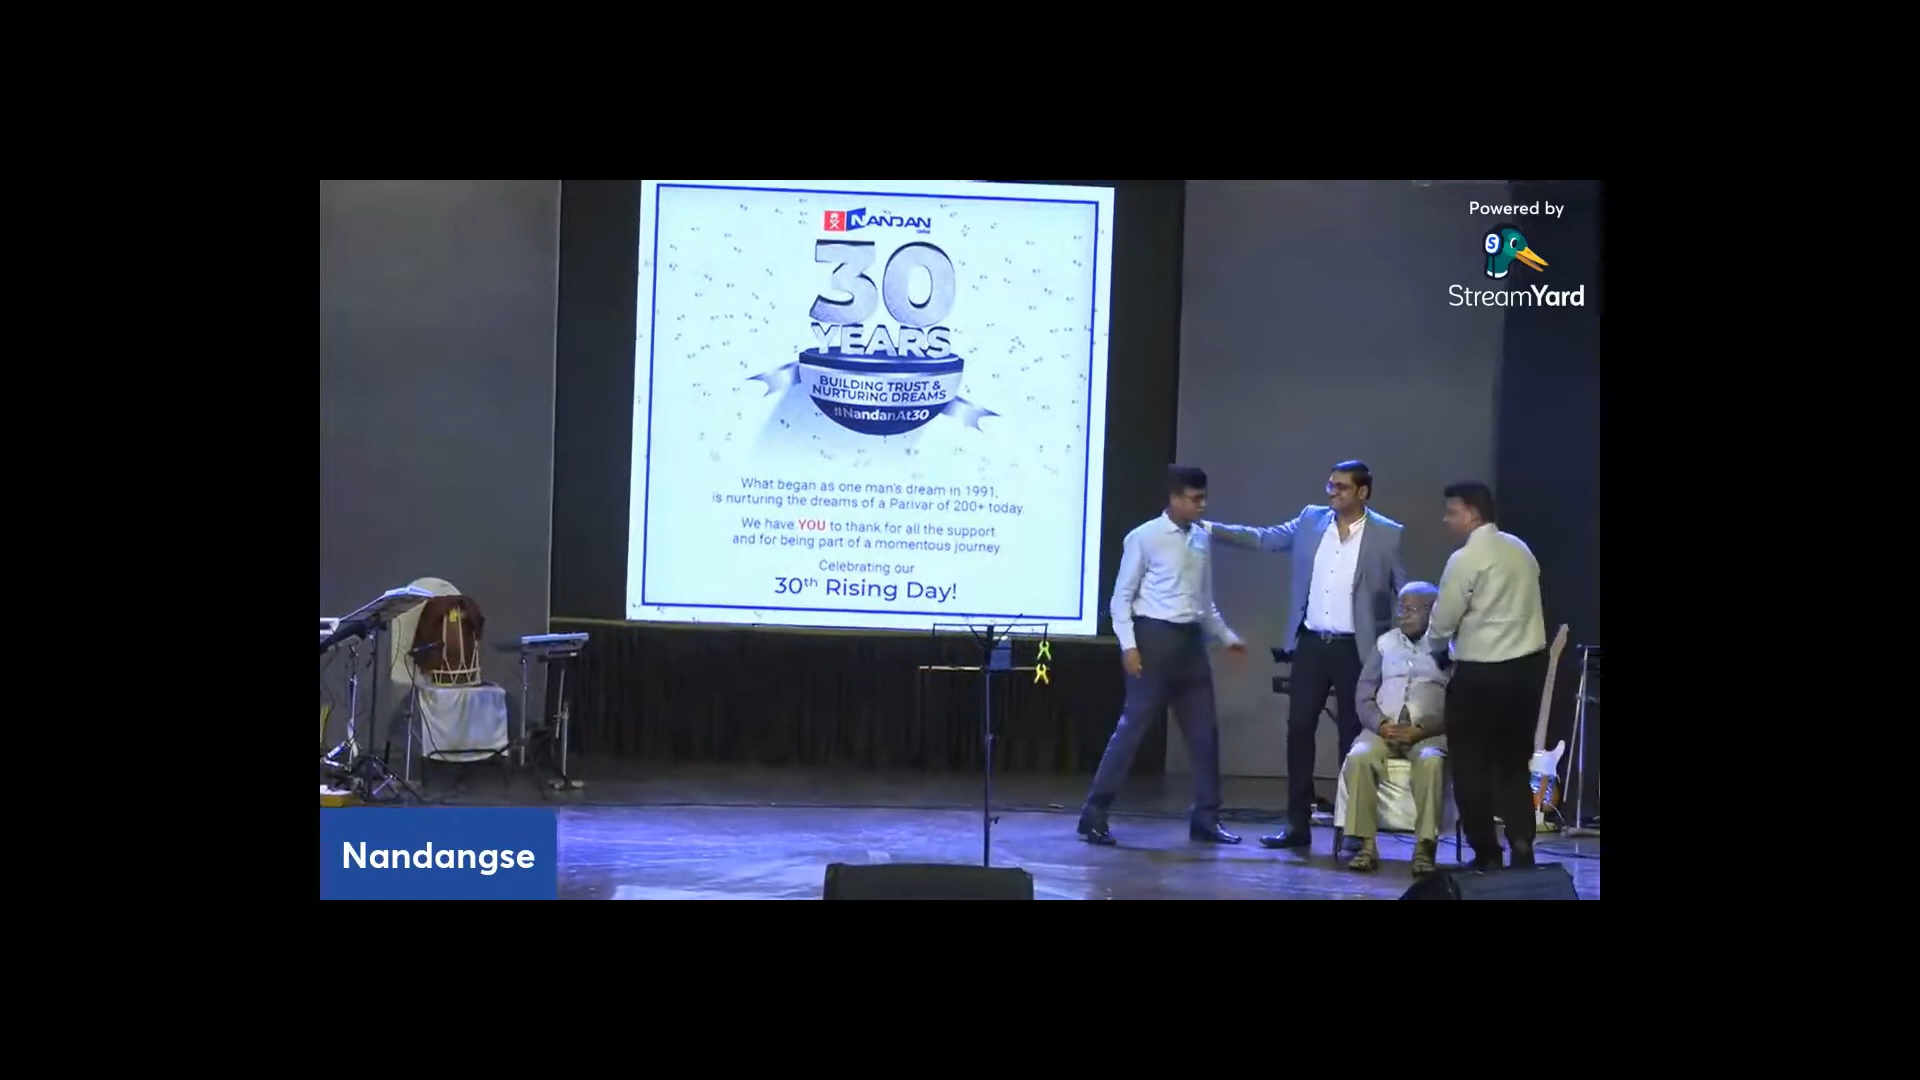 NANDAN
30
YEARS
BUILDING TRUST &
NURTURING DREAMS
#NandanAt30
What began as one man's dream in 1991,
is nurturing the dreams of a Parivar of 200+ today.
We have YOU to thank for all the support
and for being part of a momentous journey
Celebrating our
30th Rising Day!
Powered by
S
StreamYard
Nandangse